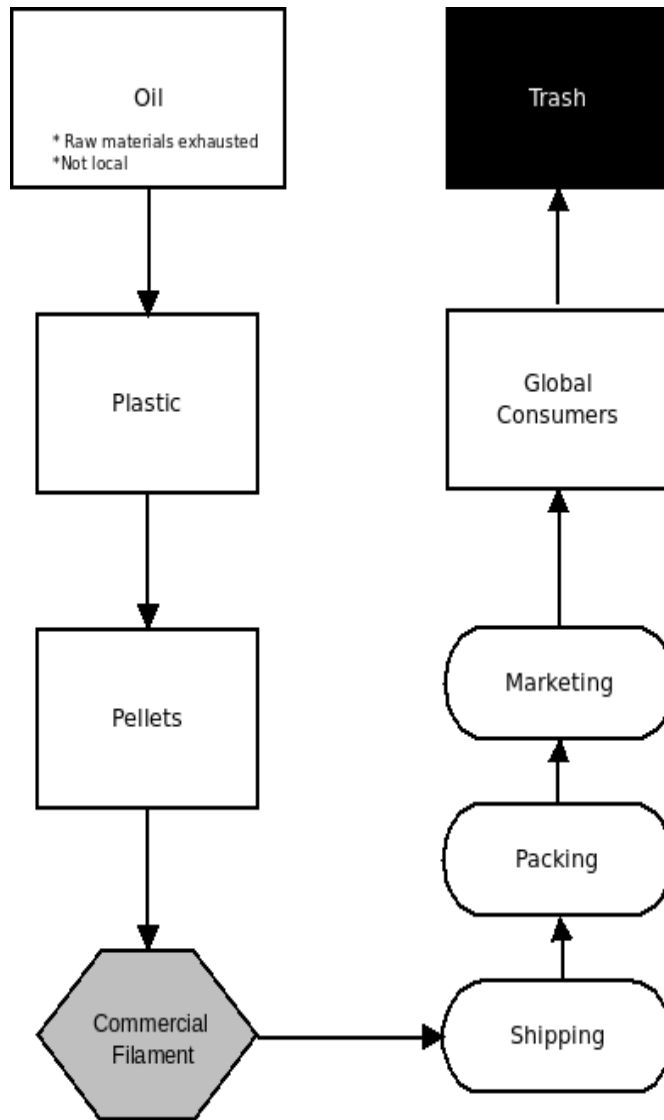 Oil
* Raw materials exhausted
*Not local
Plastic
Pellets
Commercial
Filament
Shipping
Packing
Marketing
Global
Consumers
Trash